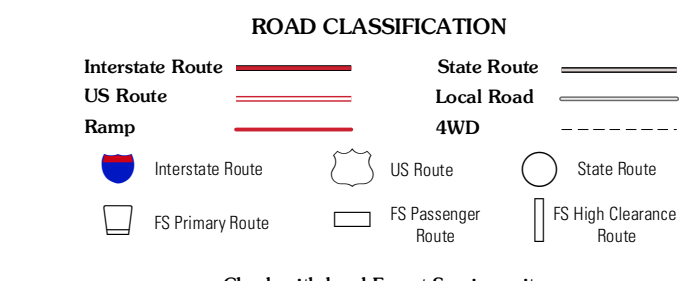 ROAD CLASSIFICATION
Interstate Route
State Route
US Route
Local Road
Ramp
4WD
Interstate Route
US Route
State Route
FS Primary Route
FS Passenger
Route
FS High Clearance
Route